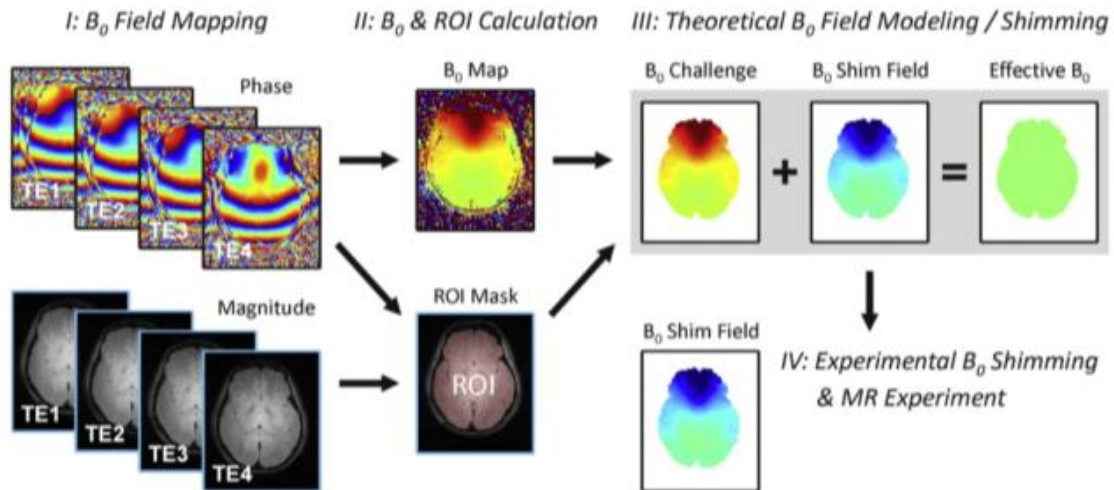 I: B₀ Field Mapping
II: B₀ & ROI Calculation
III: Theoretical B₀ Field Modeling / Shimming
Phase
TE1
TE2
TE3
TE4
Magnitude
TE1
TE2
TE3
TE4
B₀ Map
ROI Mask
ROI
B₀ Challenge
B₀ Shim Field
Effective B₀
+
=
B₀ Shim Field
IV: Experimental B₀ Shimming
& MR Experiment